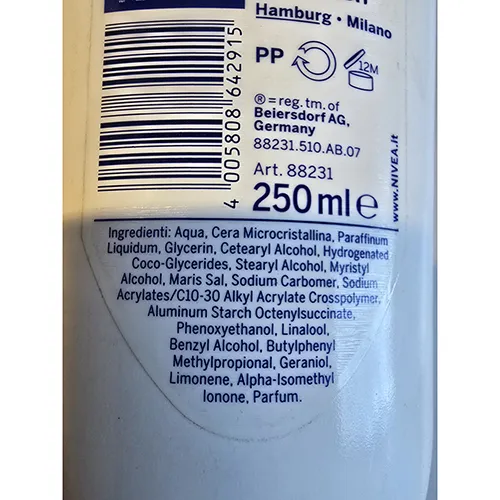 Hamburg • Milano
PP
12M
4 005808 642915
® = reg. tm. of
Beiersdorf AG,
Germany
88231.510.AB.07
Art. 88231
250 ml e
www.NIVEA.it
Ingredienti: Aqua, Cera Microcristallina, Paraffinum
Liquidum, Glycerin, Cetearyl Alcohol, Hydrogenated
Coco-Glycerides, Stearyl Alcohol, Myristyl
Alcohol, Maris Sal, Sodium Carbomer, Sodium
Acrylates/C10-30 Alkyl Acrylate Crosspolymer,
Aluminum Starch Octenylsuccinate,
Phenoxyethanol, Linalool,
Benzyl Alcohol, Butylphenyl
Methylpropional, Geraniol,
Limonene, Alpha-Isomethyl
Ionone, Parfum.